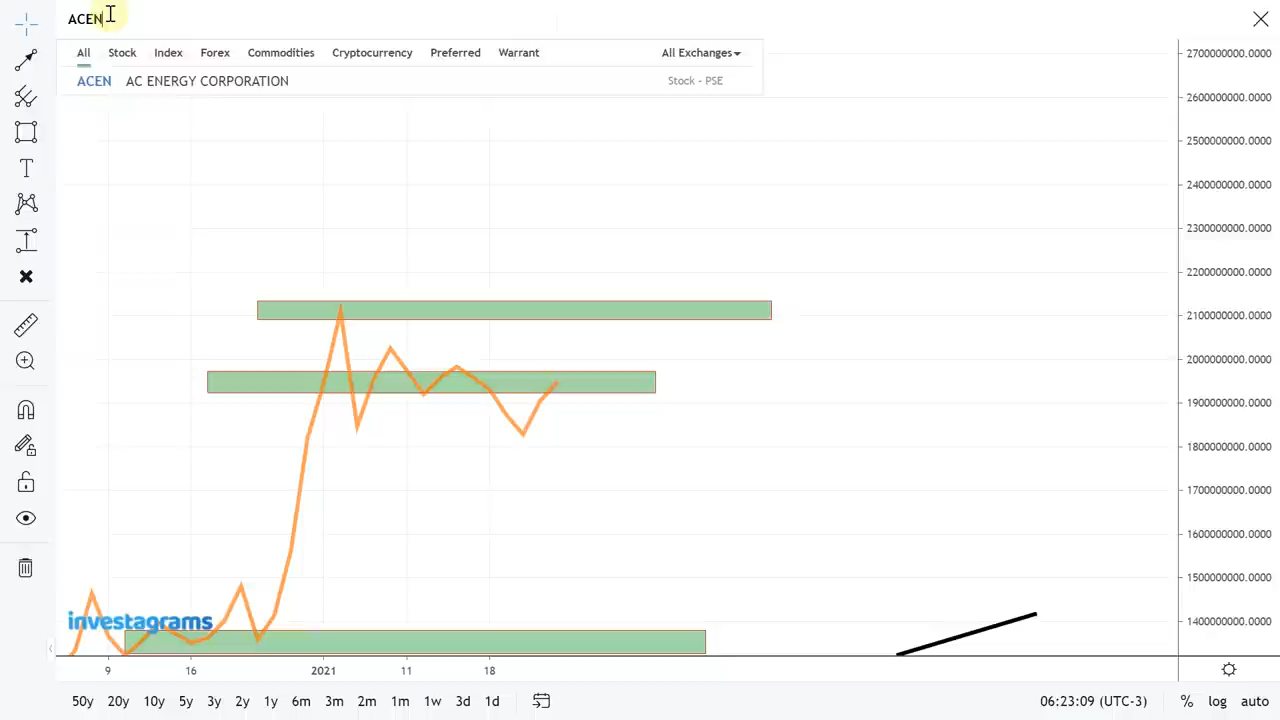 ACEN
All Stock Index Forex Commodities Cryptocurrency Preferred Warrant All Exchanges
ACEN AC ENERGY CORPORATION Stock - PSE
2700000000.0000
2600000000.0000
2500000000.0000
2400000000.0000
2300000000.0000
2200000000.0000
2100000000.0000
2000000000.0000
1900000000.0000
1800000000.0000
1700000000.0000
1600000000.0000
1500000000.0000
1400000000.0000
investagrams
9 16 2021 11 18
50y 20y 10y 5y 3y 2y 1y 6m 3m 2m 1m 1w 3d 1d 06:23:09 (UTC-3) % log auto